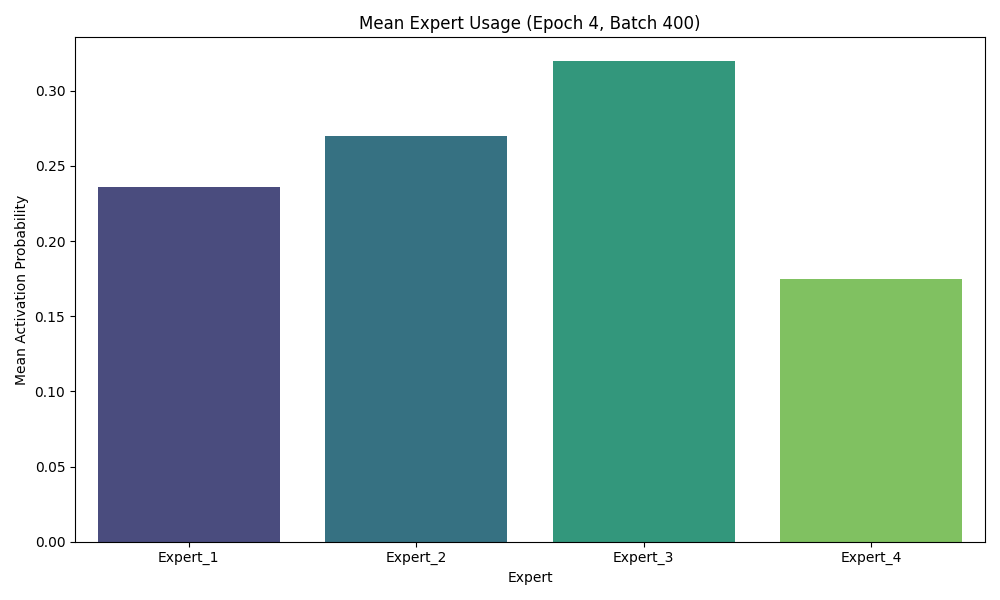 Mean Expert Usage (Epoch 4, Batch 400)
Mean Activation Probability
0.30
0.25
0.20
0.15
0.10
0.05
0.00
Expert_1 Expert_2 Expert_3 Expert_4
Expert